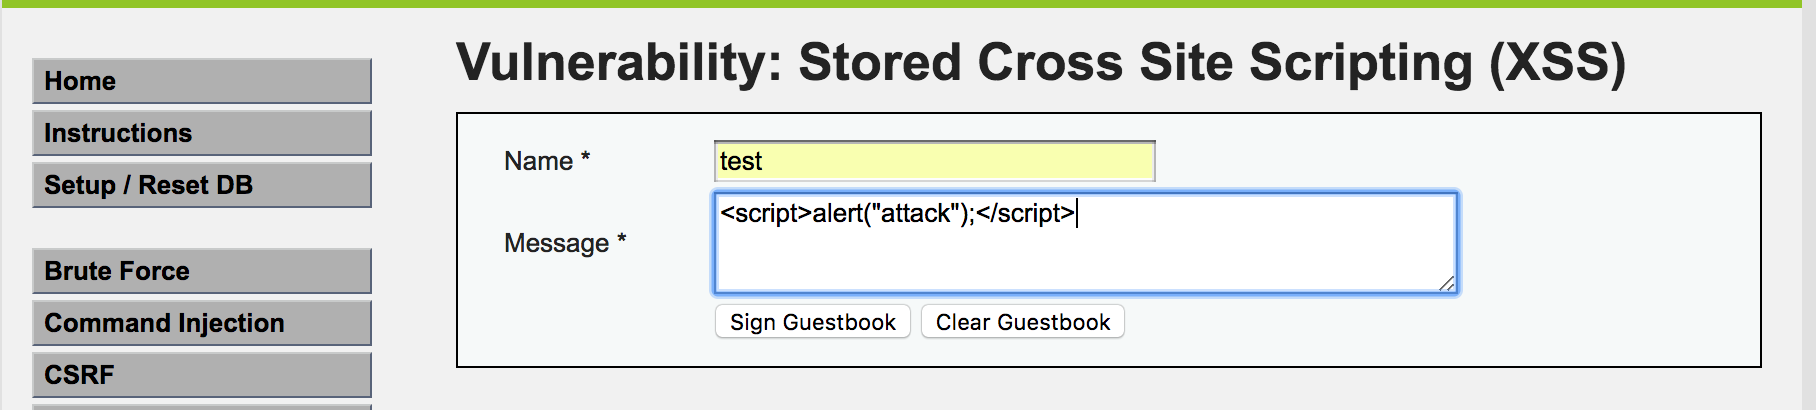 Vulnerability: Stored Cross Site Scripting (XSS)
Home
Instructions
Setup / Reset DB
Brute Force
Command Injection
CSRF
Name *
test
Message *
<script>alert("attack");</script>
Sign Guestbook
Clear Guestbook